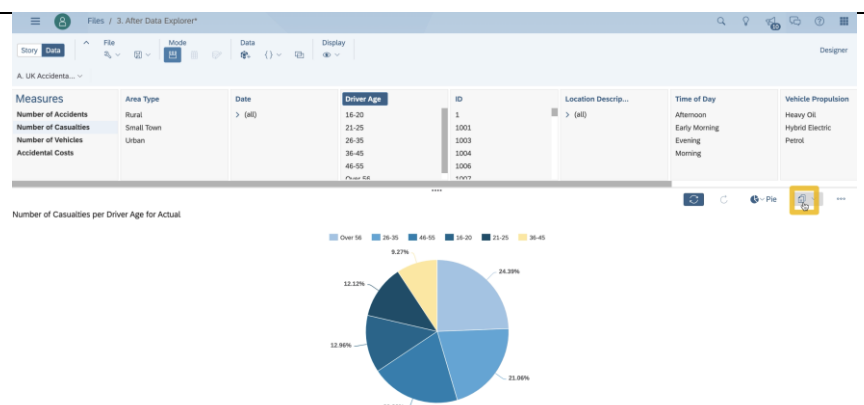 Files / 3. After Data Explorer*
10
Story Data
File
Mode
Data
Display
Designer
A. UK Accidenta...
Measures
Number of Accidents
Number of Casualties
Number of Vehicles
Accidental Costs
Area Type
Rural
Small Town
Urban
Date
(all)
Driver Age
16-20
21-25
26-35
36-45
46-55
Over 56
ID
1
1001
1003
1004
1006
1007
Location Descrip...
(all)
Time of Day
Afternoon
Early Morning
Evening
Morning
Vehicle Propulsion
Heavy Oil
Hybrid Electric
Petrol
Pie
Number of Casualties per Driver Age for Actual
Over 56 26-35 46-55 16-20 21-25 36-45
9.27%
24.39%
12.12%
12.96%
21.06%